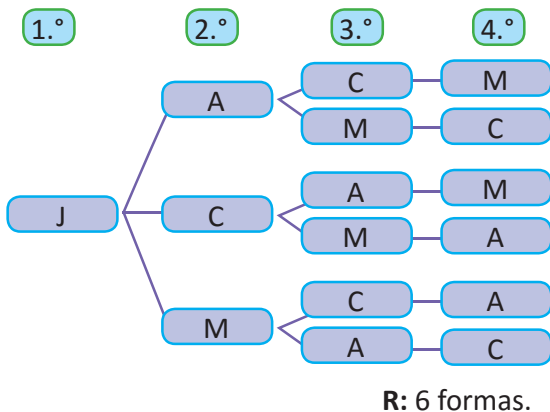 1.° 2.° 3.° 4.°
A C M
M C
J C A M
M A
M C A
A C
R: 6 formas.